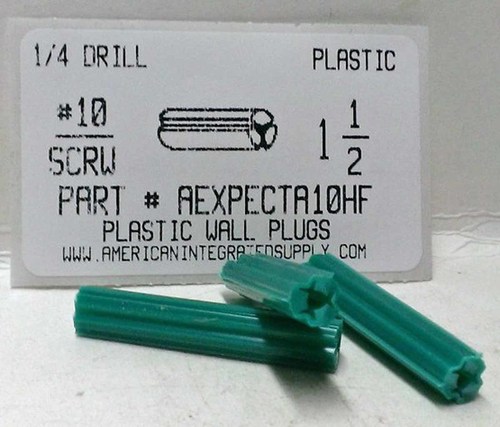 1/4 DRILL PLASTIC
#10 SCRW 1 1/2
PART # AEXPECTA10HF
PLASTIC WALL PLUGS
WWW.AMERICANINTEGRATEDSUPPLY.COM